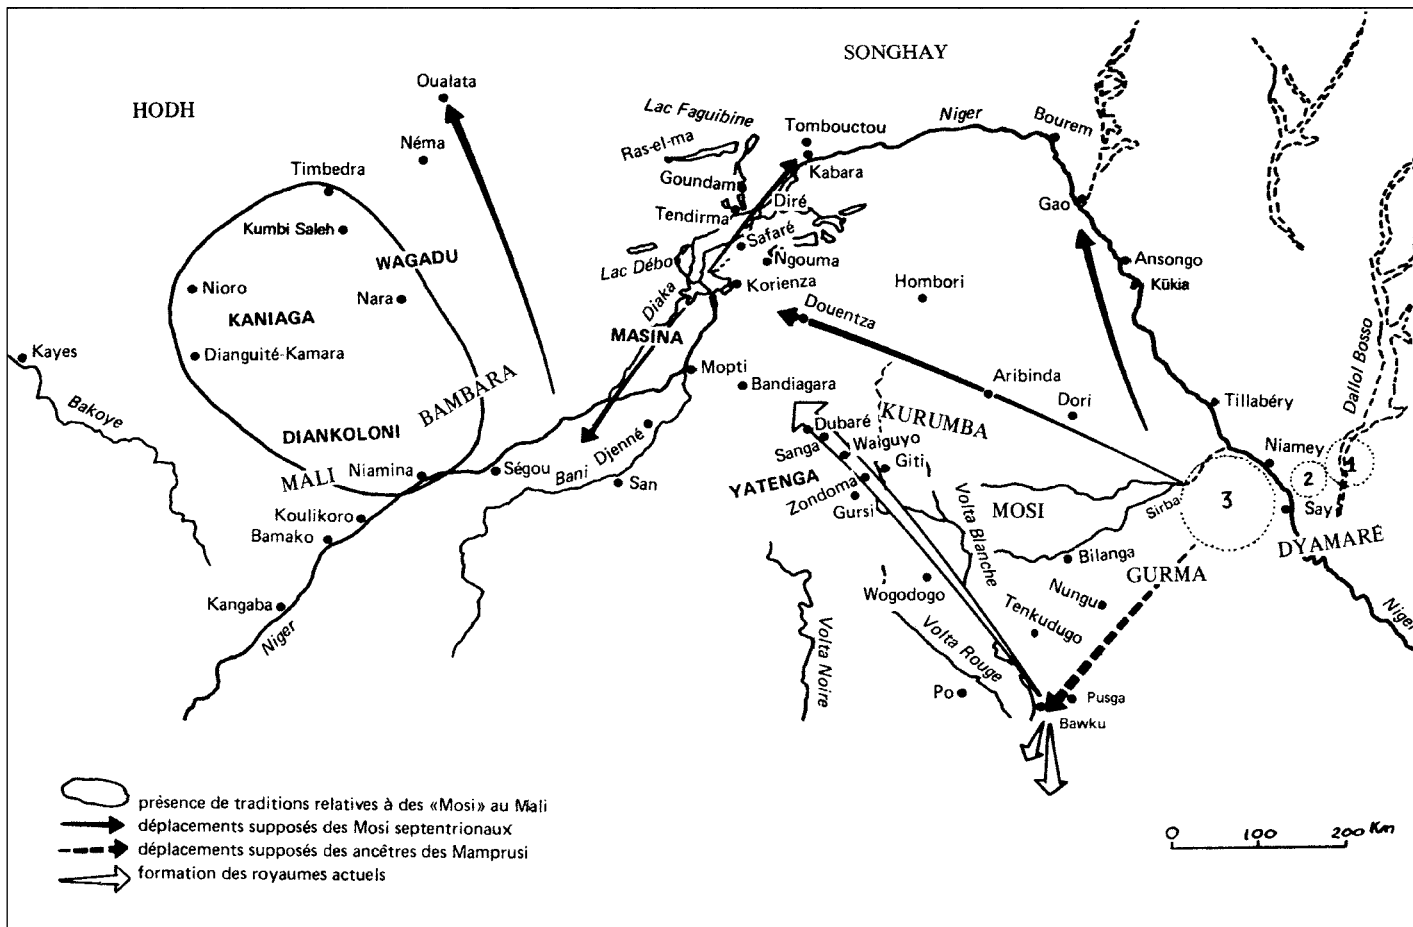 SONGHAY
HODH
Oualata
Néma
Timbedra
Kumbi Saleh
WAGADU
Nioro
Nara
KANIAGA
Dianguité-Kamara
Kayes
Bakoye
BAMBARA
DIANKOLONI
MALI
Niamina
Ségou
Koulikoro
Bamako
Kangaba
Niger
Lac Faguibine
Ras-el-ma
Goundam
Tendirma
Tombouctou
Kabara
Diré
Safaré
Lac Débo
Ngouma
Korienza
Diaka
MASINA
Mopti
Bandiagara
Djenné
Bani
San
Niger
Bourem
Gao
Ansongo
Kūkia
Hombori
Douentza
Aribinda
Dori
Tillabéry
Niamey
Dallol Bosso
1
2
3
Say
DYAMARÉ
Niger
KURUMBA
Dubaré
Sanga
Waiguyo
Giti
YATENGA
Zondoma
Gursi
MOSI
Sirba
Volta Blanche
Bilanga
GURMA
Nungu
Wogodogo
Tenkudugo
Volta Rouge
Volta Noire
Po
Pusga
Bawku
présence de traditions relatives à des «Mosi» au Mali
déplacements supposés des Mosi septentrionaux
déplacements supposés des ancêtres des Mamprusi
formation des royaumes actuels
0 100 200 Km